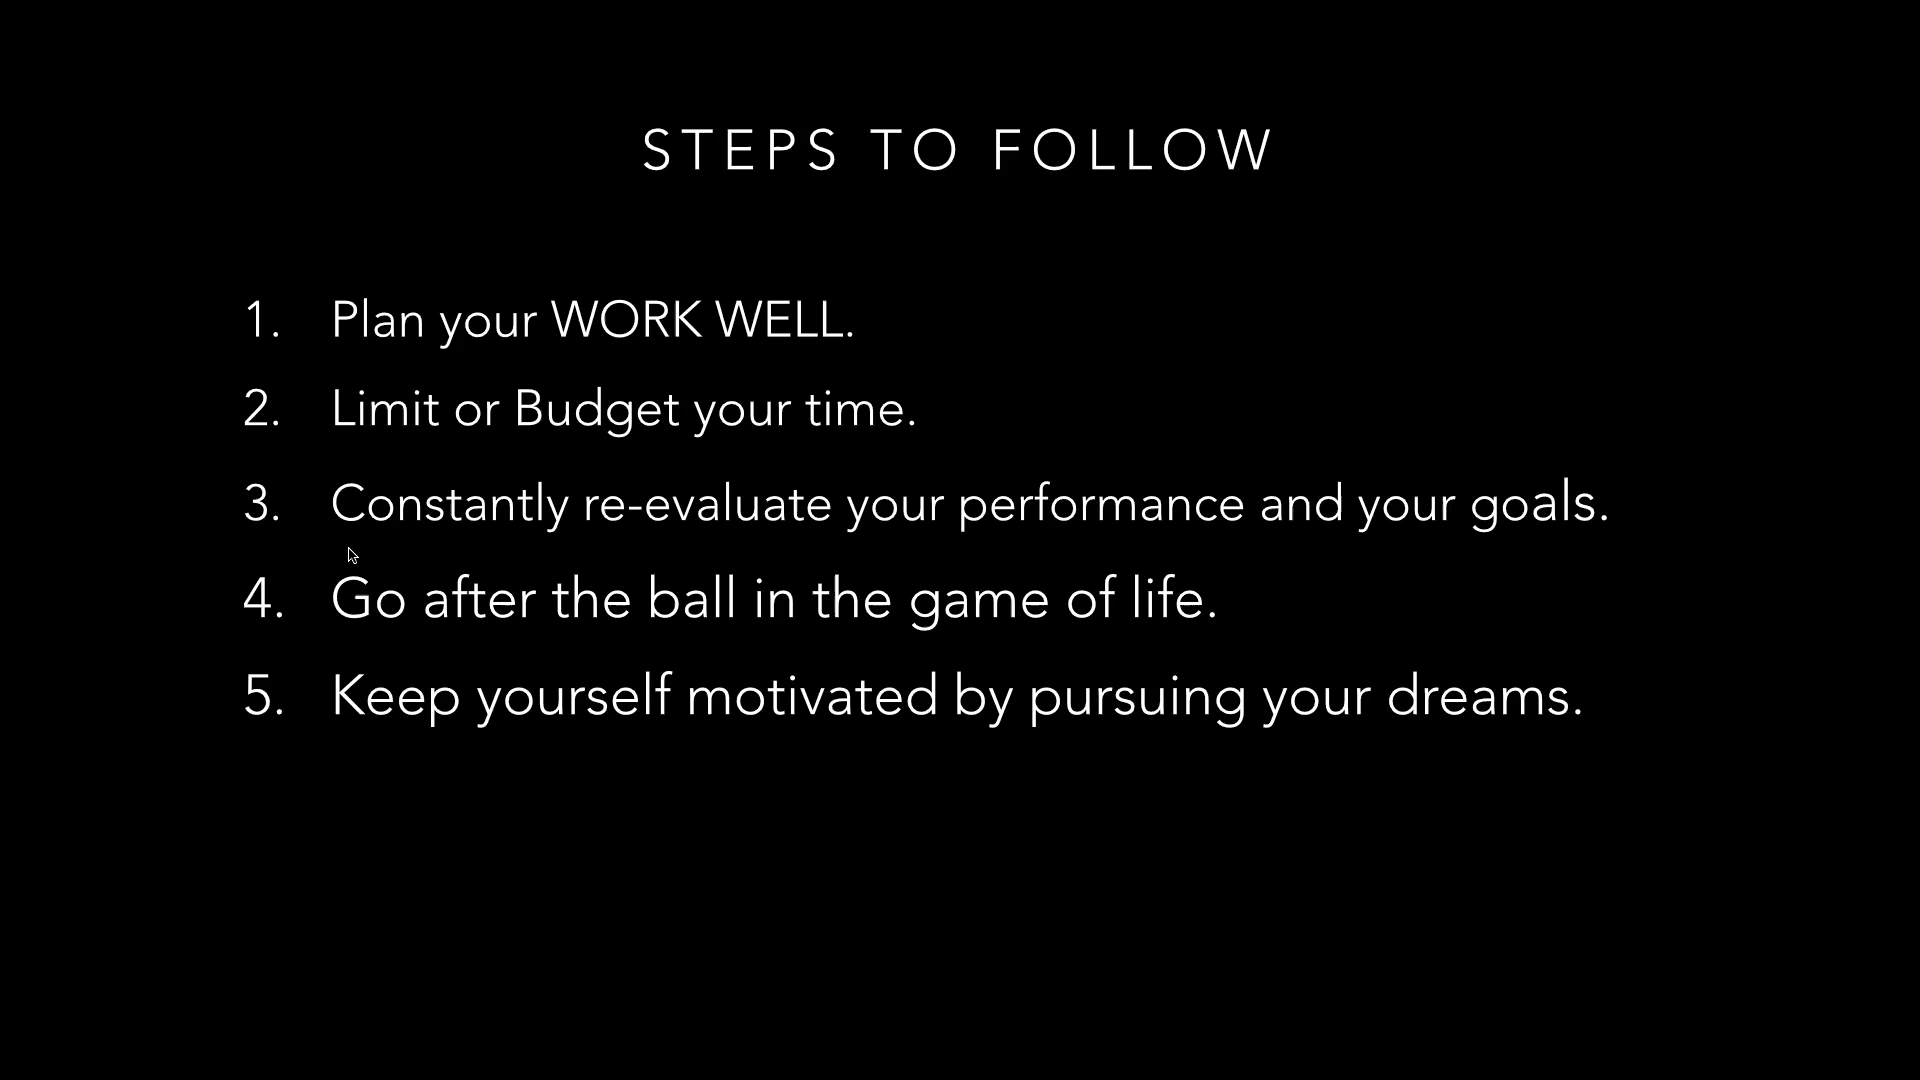 STEPS TO FOLLOW
1. Plan your WORK WELL.
2. Limit or Budget your time.
3. Constantly re-evaluate your performance and your goals.
4. Go after the ball in the game of life.
5. Keep yourself motivated by pursuing your dreams.